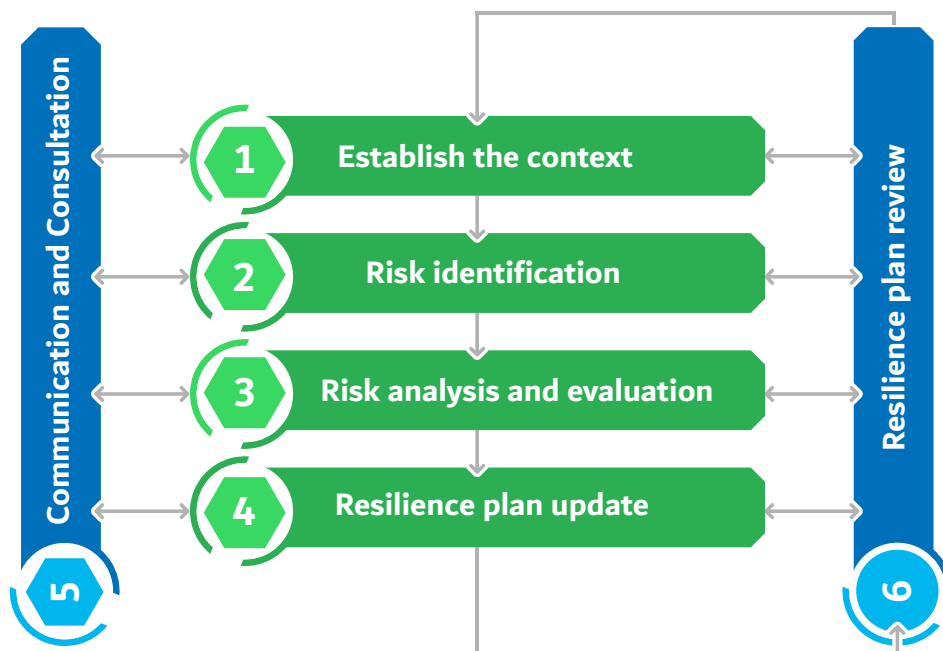 Communication and Consultation
5
1
Establish the context
2
Risk identification
3
Risk analysis and evaluation
4
Resilience plan update
Resilience plan review
6